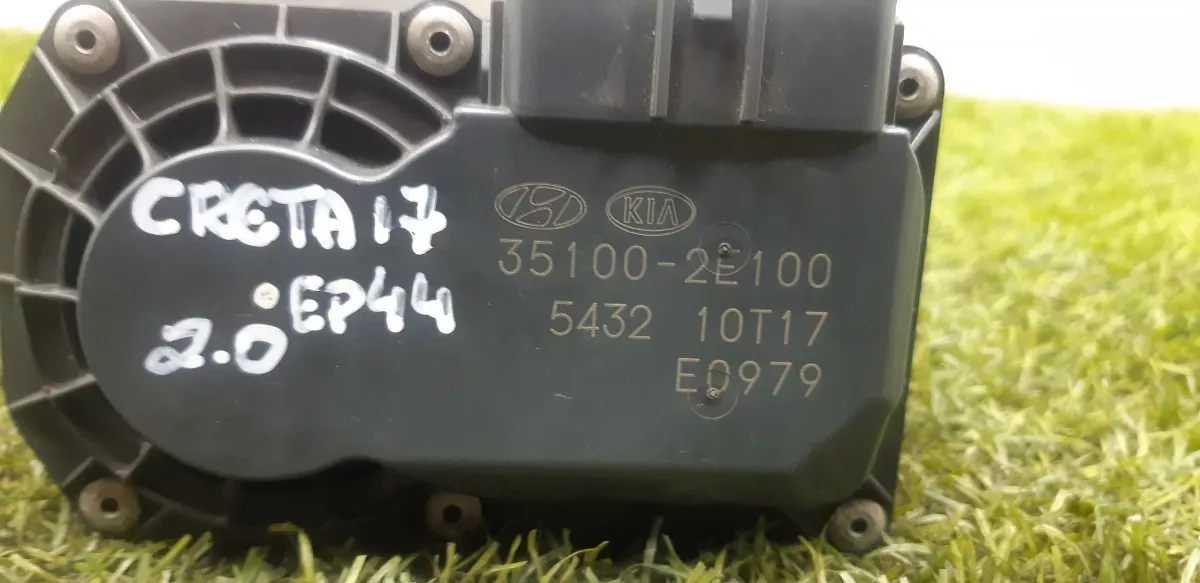 CRETA 17
EP44
2.0
KIA
35100-2E100
5432 10T17
E0979